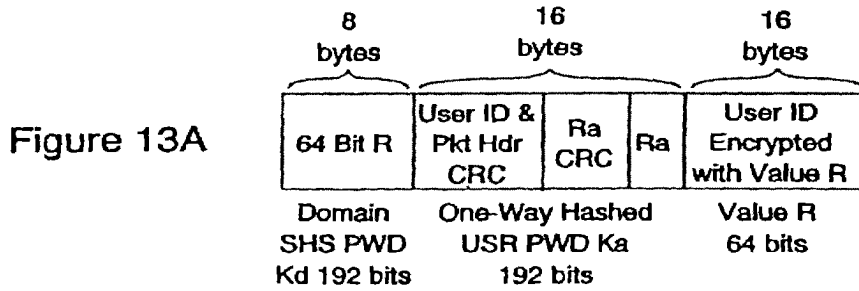 8
bytes
16
bytes
16
bytes
Figure 13A
64 Bit R
User ID &
Pkt Hdr
CRC
Ra
CRC
Ra
User ID
Encrypted
with Value R
Domain
SHS PWD
Kd 192 bits
One-Way Hashed
USR PWD Ka
192 bits
Value R
64 bits